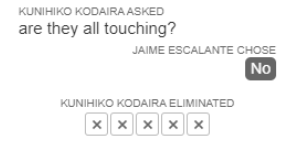 KUNIHIKO KODAIRA ASKED
are they all touching?
JAIME ESCALANTE CHOSE
No
KUNIHIKO KODAIRA ELIMINATED
× × × × ×